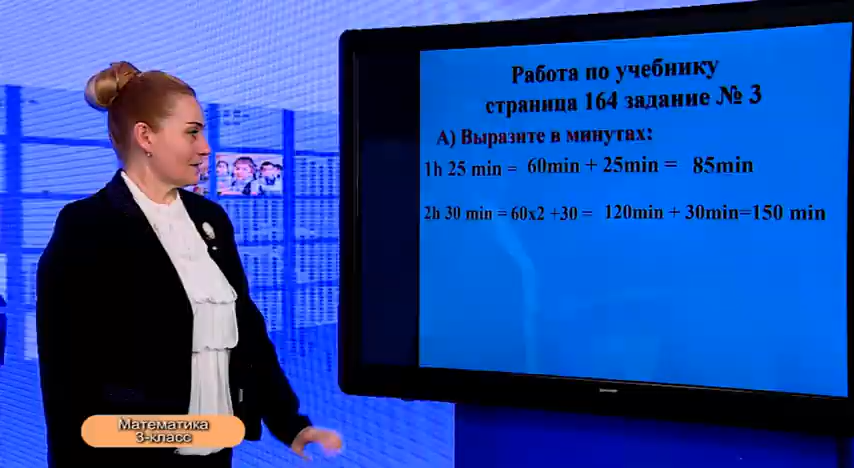 Работа по учебнику
страница 164 задание № 3
А) Выразите в минутах:
1h 25 min = 60min + 25min = 85min
2h 30 min = 60x2 +30 = 120min + 30min=150 min
Математика
3-класс